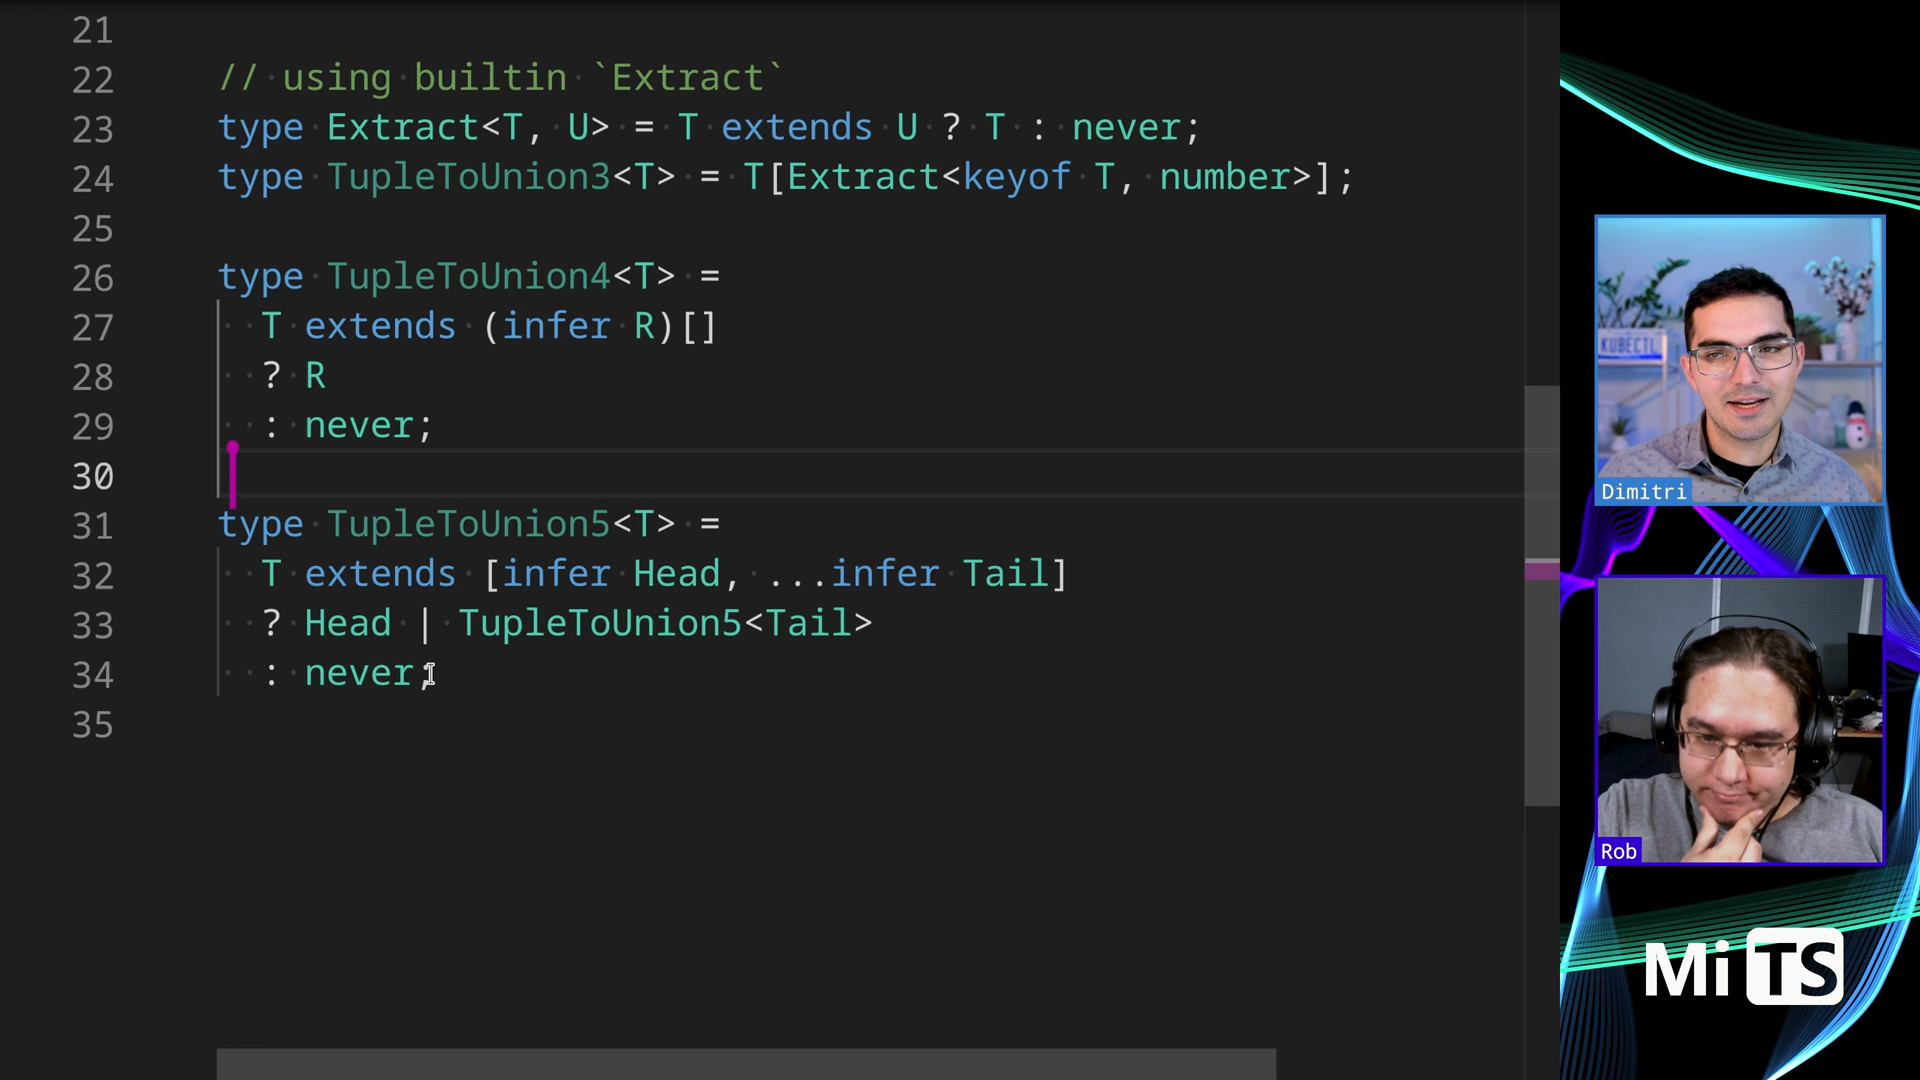 21
22 // using builtin `Extract`
23 type Extract<T, U> = T extends U ? T : never;
24 type TupleToUnion3<T> = T[Extract<keyof T, number>];
25
26 type TupleToUnion4<T> =
27 T extends (infer R)[]
28 ? R
29 : never;
30
31 type TupleToUnion5<T> =
32 T extends [infer Head, ...infer Tail]
33 ? Head | TupleToUnion5<Tail>
34 : never;
35
KUBECTL
Dimitri
Rob
Mi TS